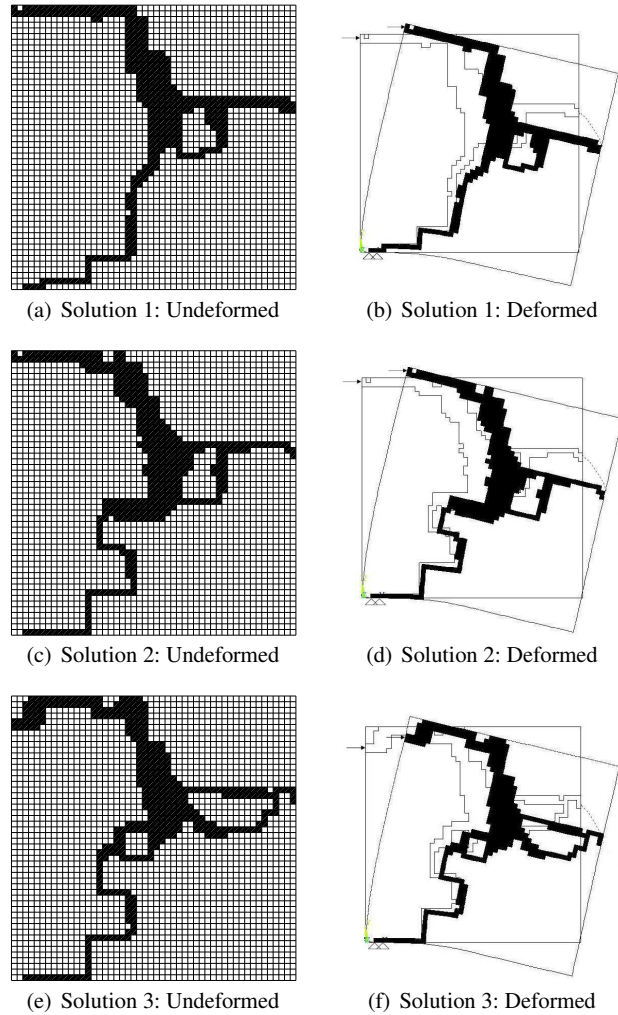 (a) Solution 1: Undeformed
(b) Solution 1: Deformed
(c) Solution 2: Undeformed
(d) Solution 2: Deformed
(e) Solution 3: Undeformed
(f) Solution 3: Deformed